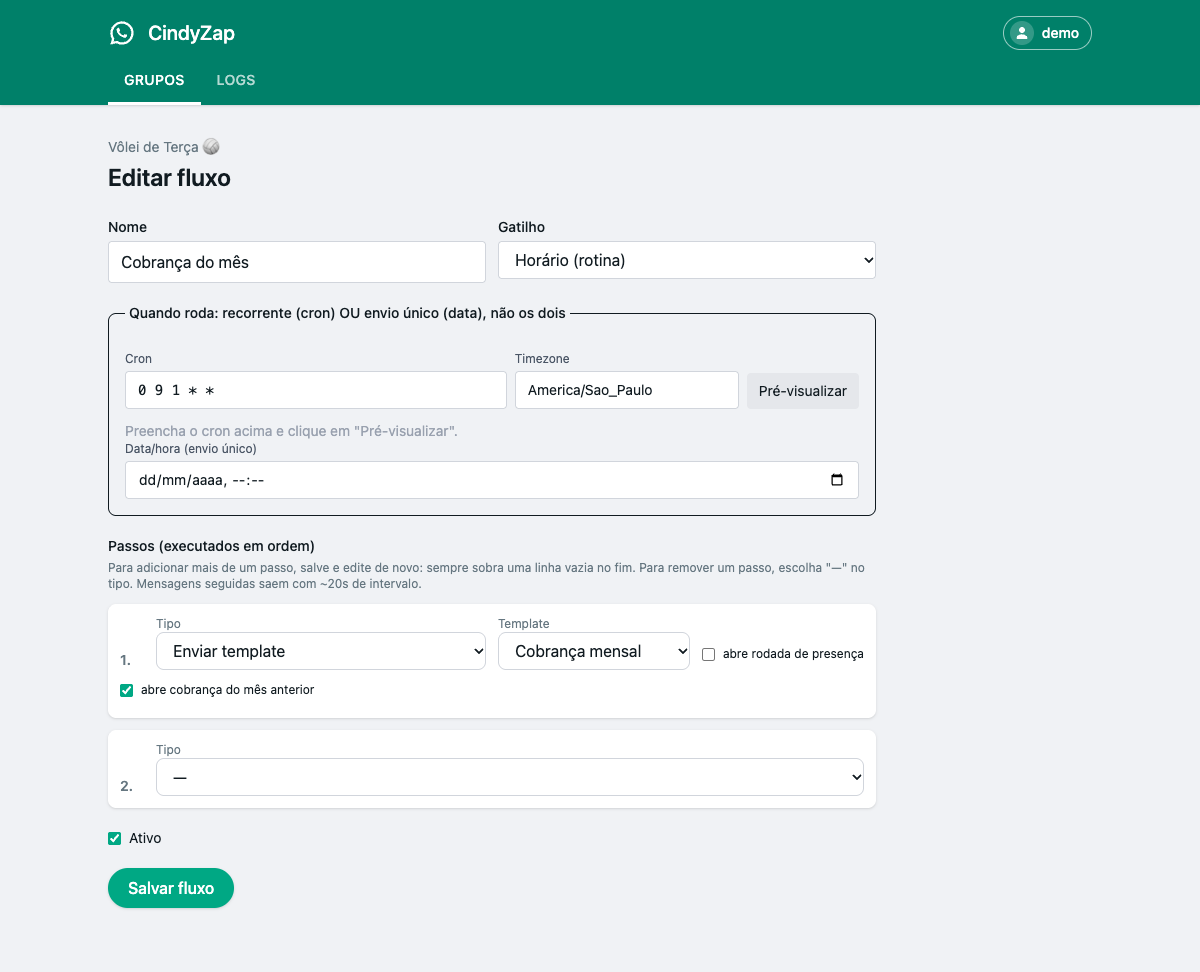 CindyZap
demo
GRUPOS LOGS
Vôlei de Terça 🏐
Editar fluxo
Nome Gatilho
Cobrança do mês Horário (rotina)
Quando roda: recorrente (cron) OU envio único (data), não os dois
Cron Timezone
0 9 1 * * America/Sao_Paulo Pré-visualizar
Preencha o cron acima e clique em "Pré-visualizar".
Data/hora (envio único)
dd/mm/aaaa, --:--
Passos (executados em ordem)
Para adicionar mais de um passo, salve e edite de novo: sempre sobra uma linha vazia no fim. Para remover um passo, escolha "—" no
tipo. Mensagens seguidas saem com ~20s de intervalo.
Tipo Template
1. Enviar template Cobrança mensal abre rodada de presença
abre cobrança do mês anterior
Tipo
2. —
Ativo
Salvar fluxo